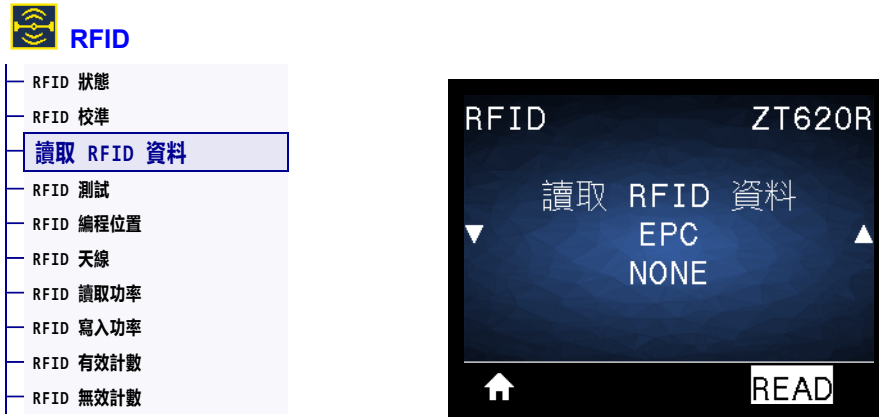 RFID
RFID 狀態
RFID 校準
讀取 RFID 資料
RFID 測試
RFID 編程位置
RFID 天線
RFID 讀取功率
RFID 寫入功率
RFID 有效計數
RFID 無效計數
RFID ZT620R
讀取 RFID 資料
EPC
NONE
READ